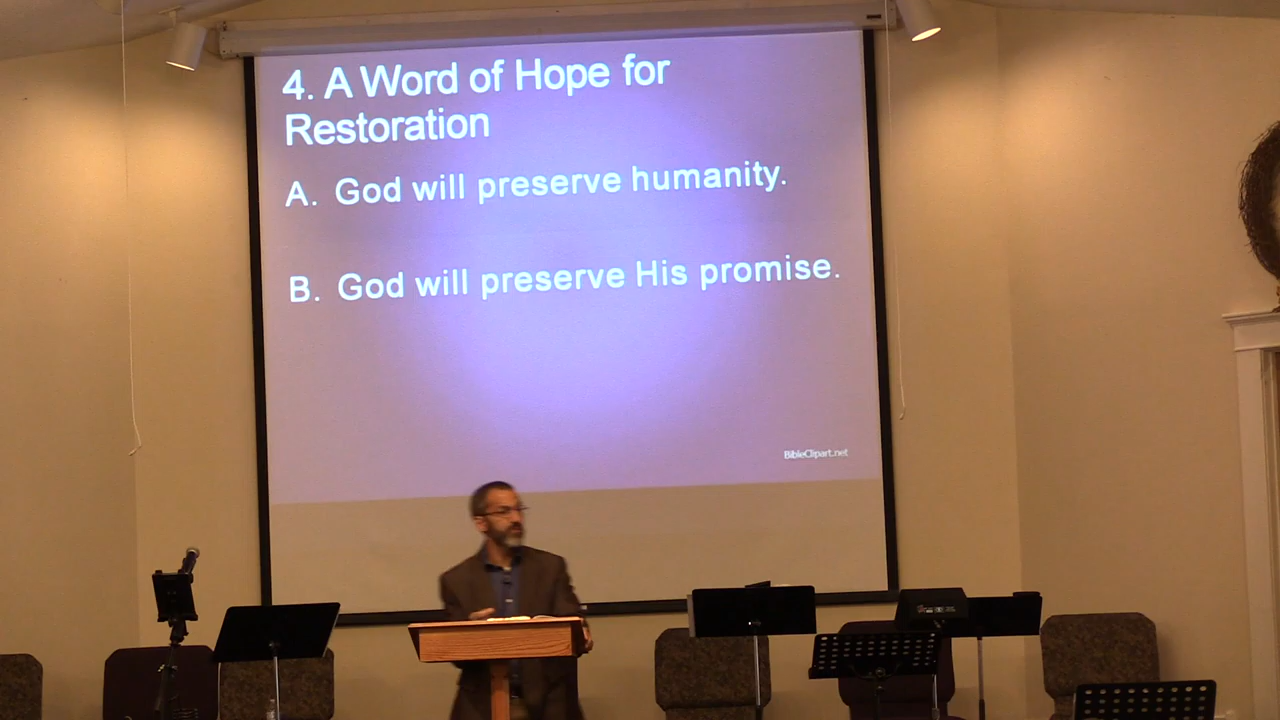 4. A Word of Hope for
Restoration
A. God will preserve humanity.
B. God will preserve His promise.
BibleClipart.net